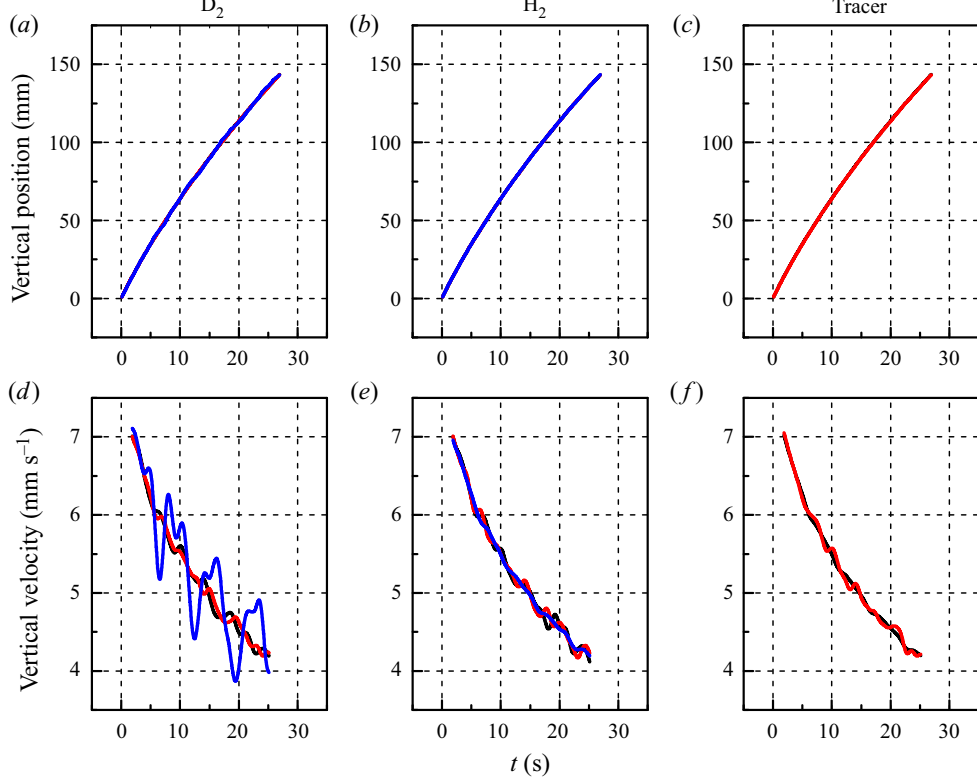 D2 H2 Tracer
(a) (b) (c)
Vertical position (mm)
150 150 150
100 100 100
50 50 50
0 0 0
0 10 20 30 0 10 20 30 0 10 20 30
(d) (e) (f)
Vertical velocity (mm s−1)
7 7 7
6 6 6
5 5 5
4 4 4
0 10 20 30 0 10 20 30 0 10 20 30
t (s)